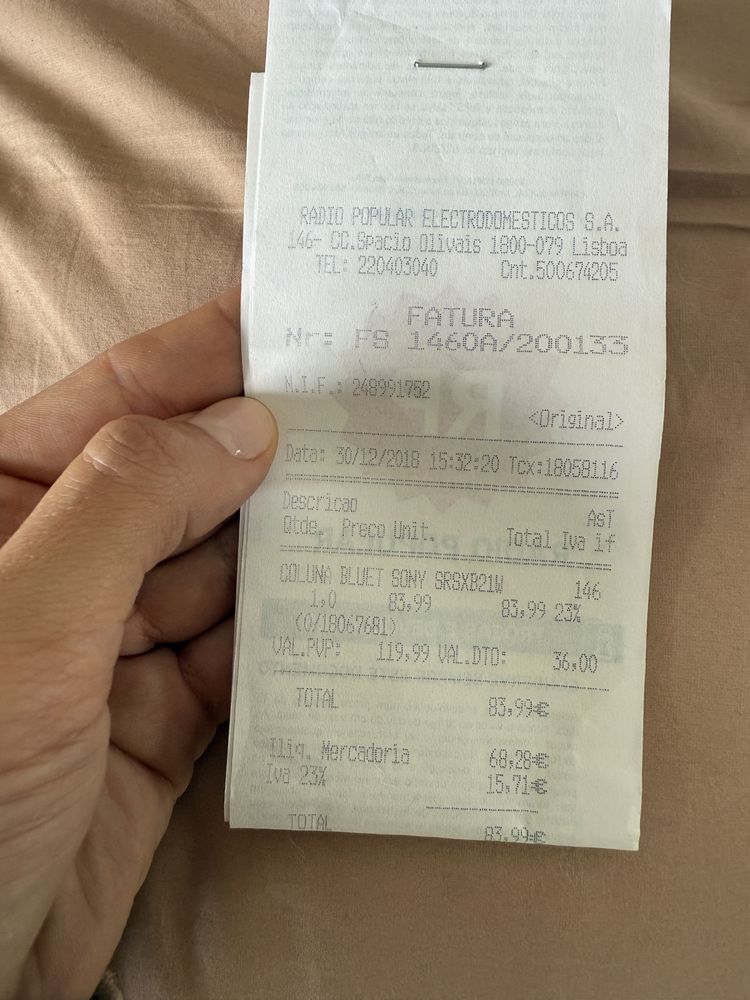 RADIO POPULAR ELECTRODOMESTICOS S.A.
146- CC.Spacio Olivais 1800-079 Lisboa
TEL: 220403040 Cnt.500674205
FATURA
Nr: FS 1460A/200133
N.I.F.: 248991752
<Original>
Data: 30/12/2018 15:32:20 Tcx:18058116
Descricao AsT
Qtde. Preco Unit. Total Iva if
COLUNA BLUET SONY SRSXB21W 146
1,0 83,99 83,99 23%
(0/18067681)
VAL.PVP: 119,99 VAL.DTO: 36,00
TOTAL 83,99€
Iliq. Mercadoria 68,28€
Iva 23% 15,71€
TOTAL 83,99€